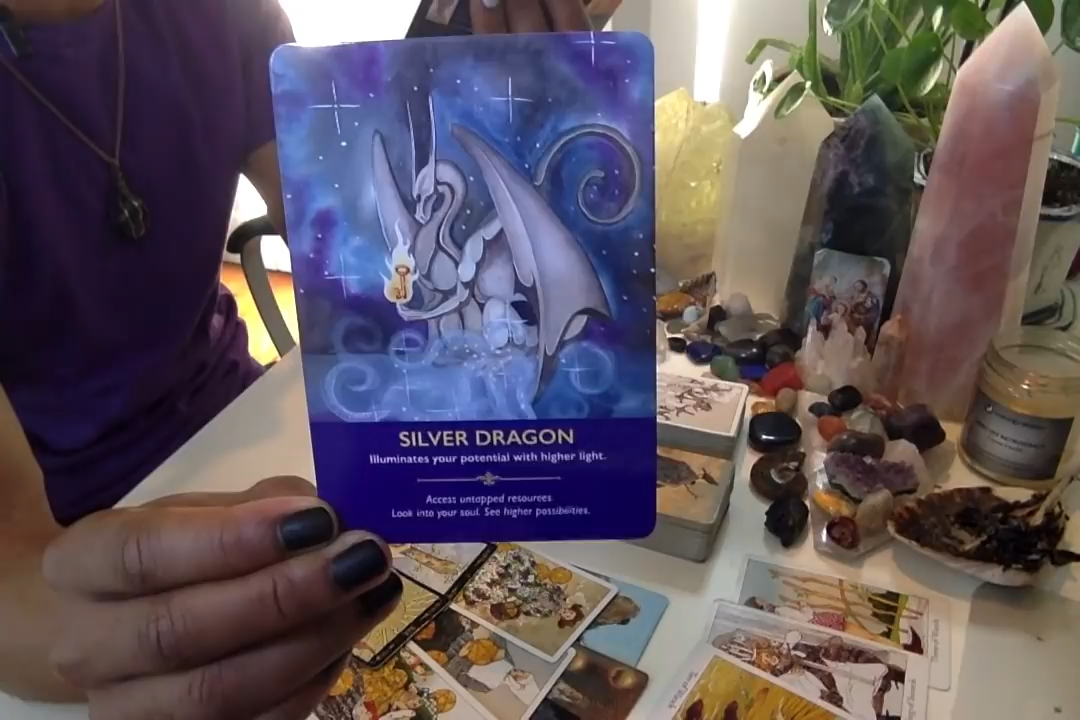 SILVER DRAGON
Illuminates your potential with higher light.
Access untapped resources.
Look into your soul. See higher possibilities.